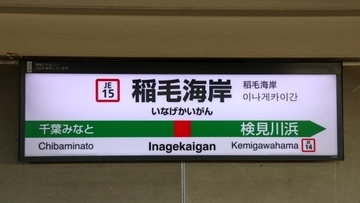 JE
15
稲毛海岸
稻毛海岸
이나게카이간
いなげかいがん
千葉みなと
検見川浜
Chibaminato
Inagekaigan
Kemigawahama
JE
14